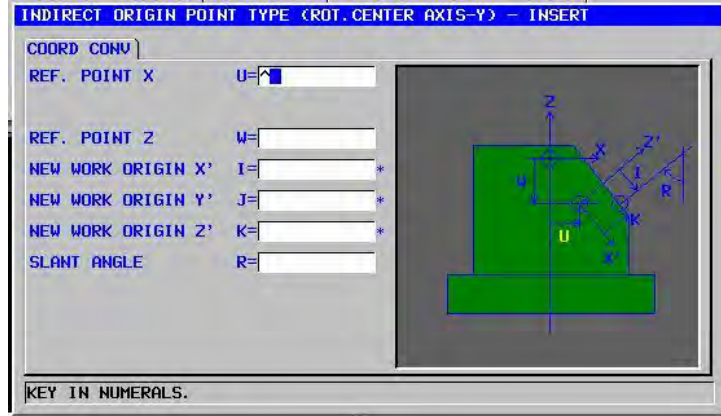 INDIRECT ORIGIN POINT TYPE (ROT.CENTER AXIS-Y) - INSERT
COORD CONV
REF. POINT X U=^
REF. POINT Z W=
NEW WORK ORIGIN X' I= *
NEW WORK ORIGIN Y' J= *
NEW WORK ORIGIN Z' K= *
SLANT ANGLE R=
Z
X Z'
W I
R
K
U
X'
KEY IN NUMERALS.